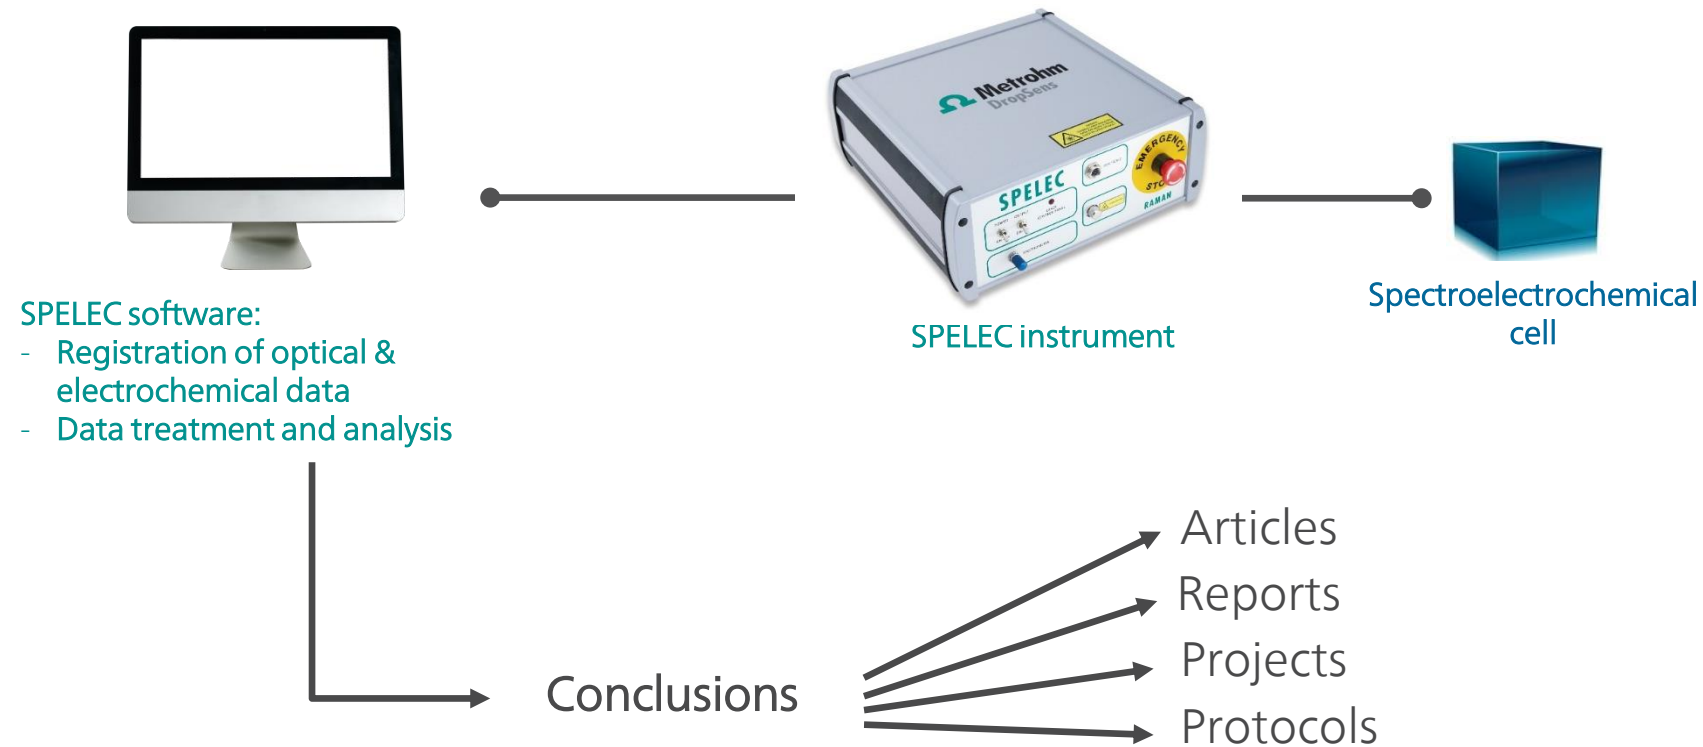 Metrohm
DropSens
EMERGENCY
STOP
SPELEC
RAMAN
SPELEC software:
- Registration of optical &
electrochemical data
- Data treatment and analysis
SPELEC instrument
Spectroelectrochemical
cell
Conclusions
Articles
Reports
Projects
Protocols